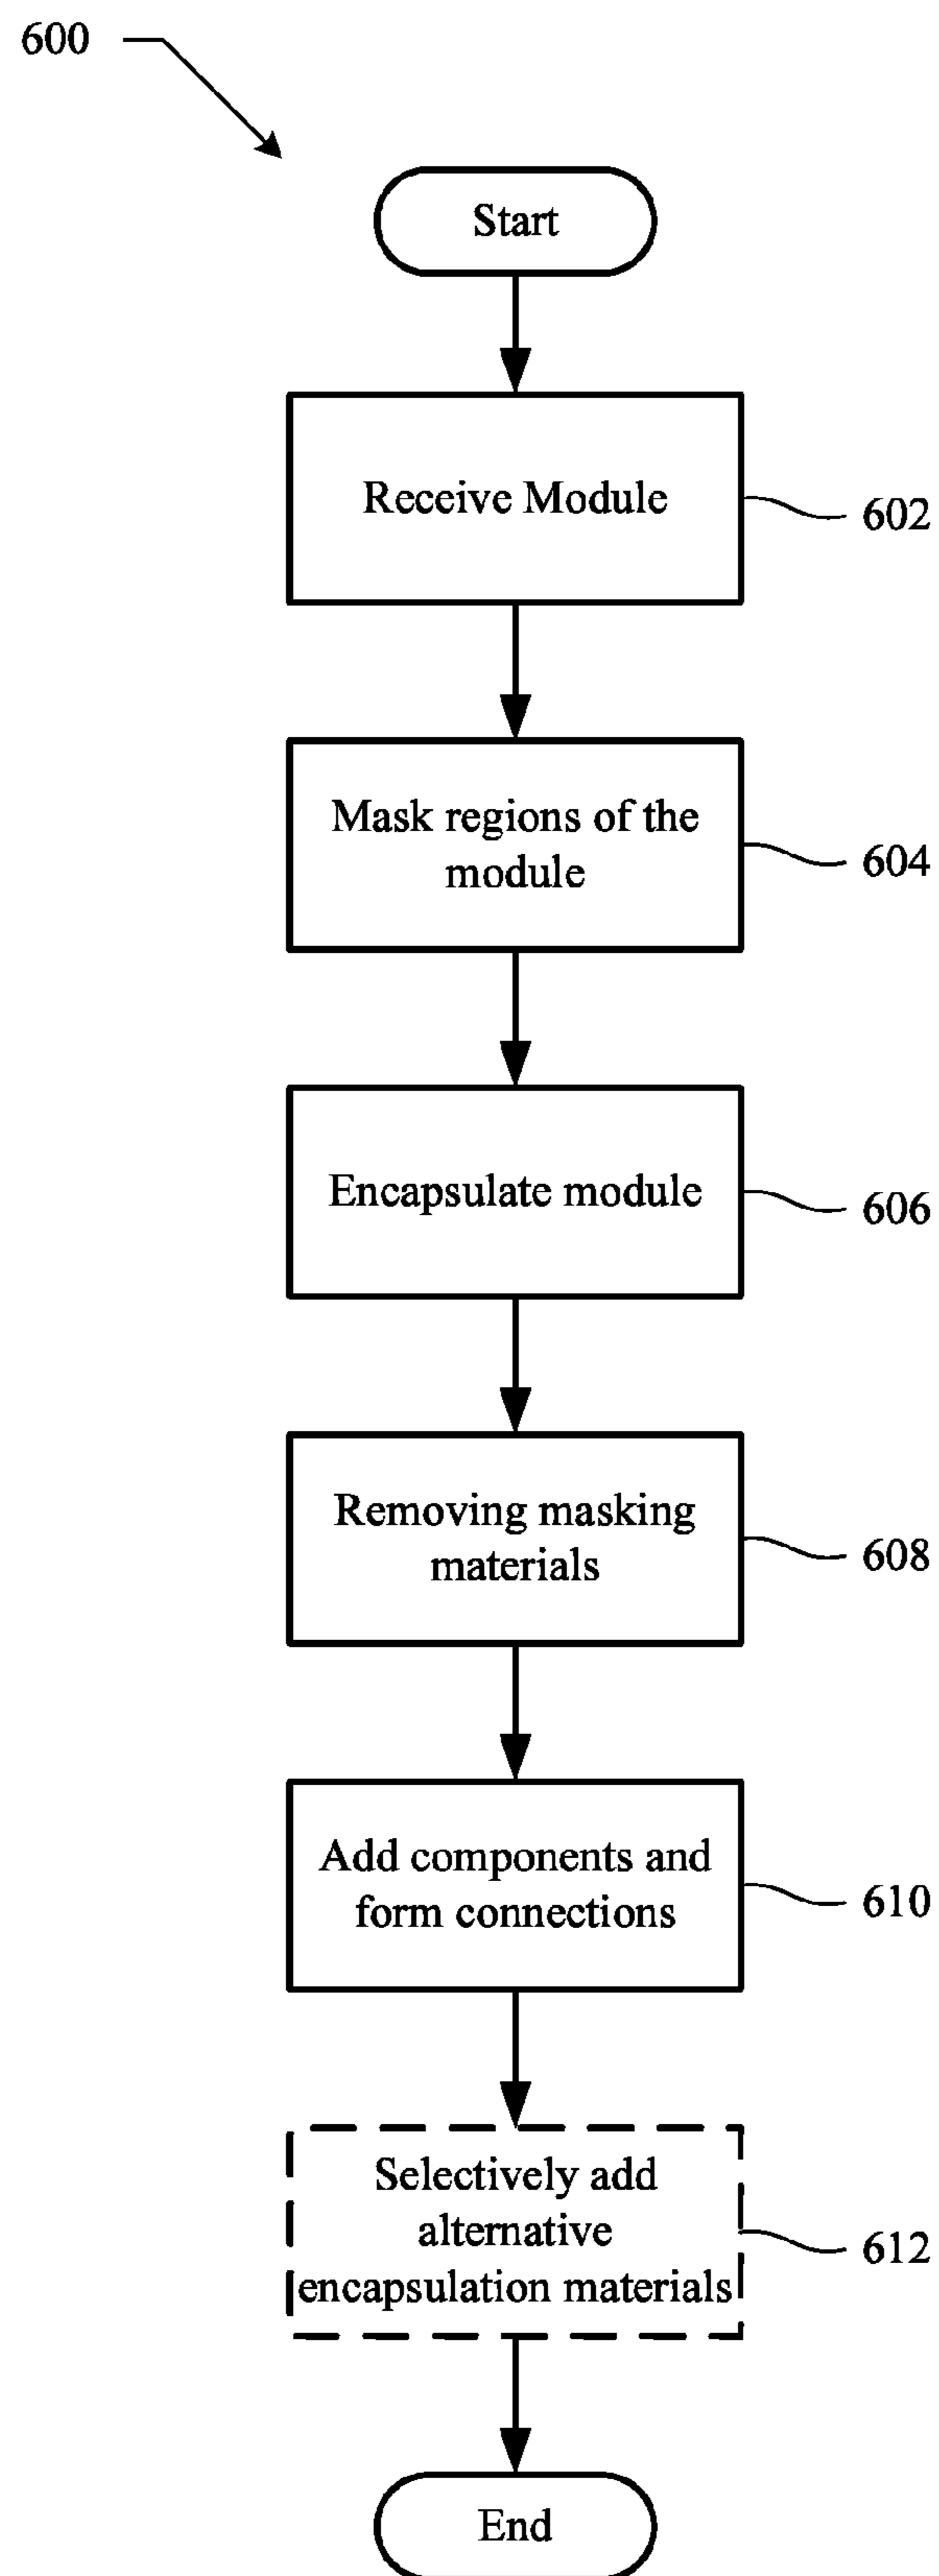 600
Start
Receive Module
602
Mask regions of the
module
604
Encapsulate module
606
Removing masking
materials
608
Add components and
form connections
610
Selectively add
alternative
encapsulation materials
612
End